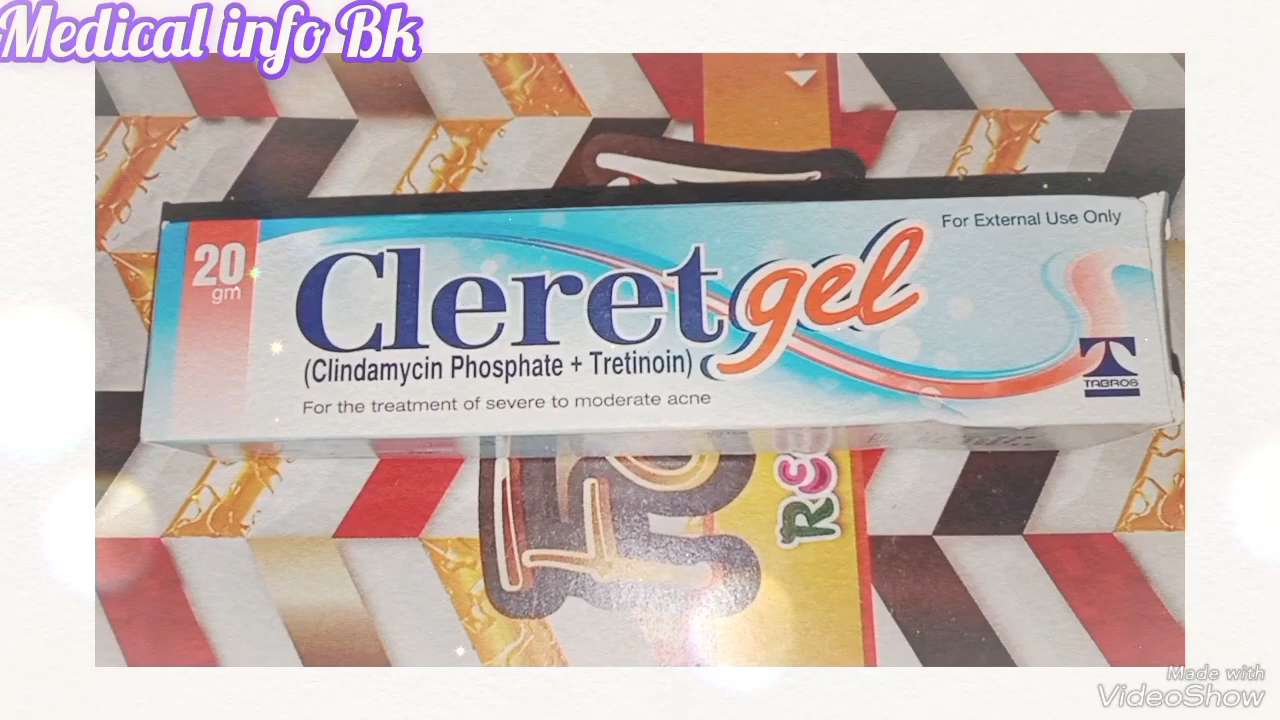 Medical info Bk
For External Use Only
20
gm
Cleret gel
(Clindamycin Phosphate + Tretinoin)
For the treatment of severe to moderate acne
TABROS
Made with
VideoShow